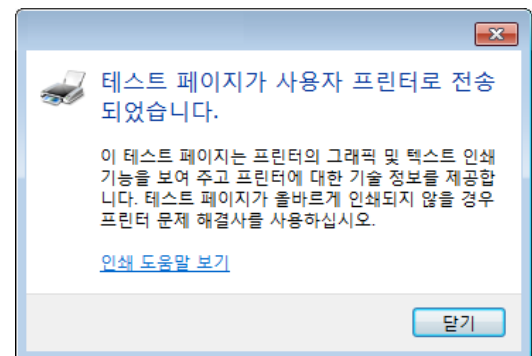 테스트 페이지가 사용자 프린터로 전송
되었습니다.
이 테스트 페이지는 프린터의 그래픽 및 텍스트 인쇄
기능을 보여 주고 프린터에 대한 기술 정보를 제공합
니다. 테스트 페이지가 올바르게 인쇄되지 않을 경우
프린터 문제 해결사를 사용하십시오.
인쇄 도움말 보기
닫기